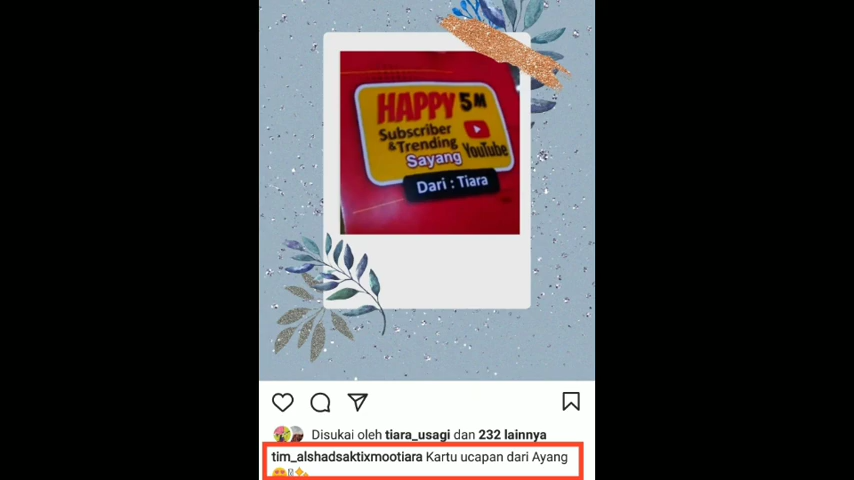 HAPPY 5M
Subscriber
&Trending
YouTube
Sayang
Dari : Tiara
Disukai oleh tiara_usagi dan 232 lainnya
tim_alshadsaktixmootiara Kartu ucapan dari Ayang